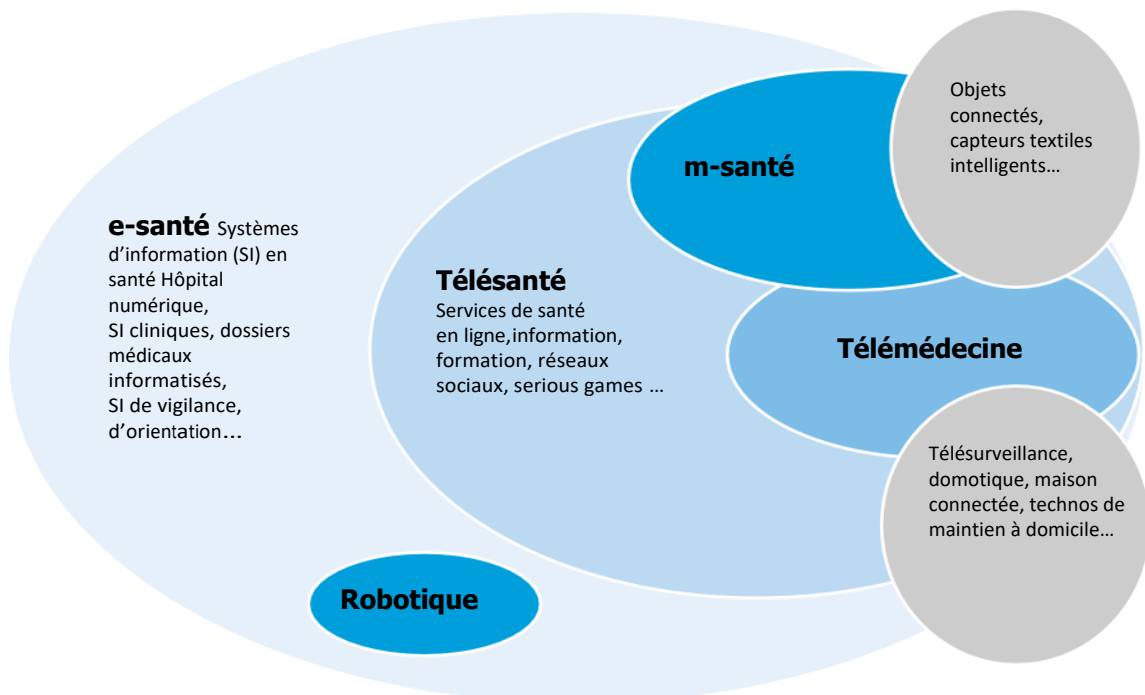 Objets
connectés,
capteurs textiles
intelligents…
m-santé
e-santé Systèmes
d’information (SI) en
santé Hôpital
numérique,
SI cliniques, dossiers
médicaux
informatisés,
SI de vigilance,
d’orientation…
Télésanté
Services de santé
en ligne,information,
formation, réseaux
sociaux, serious games …
Télémédecine
Télésurveillance,
domotique, maison
connectée, technos de
maintien à domicile…
Robotique